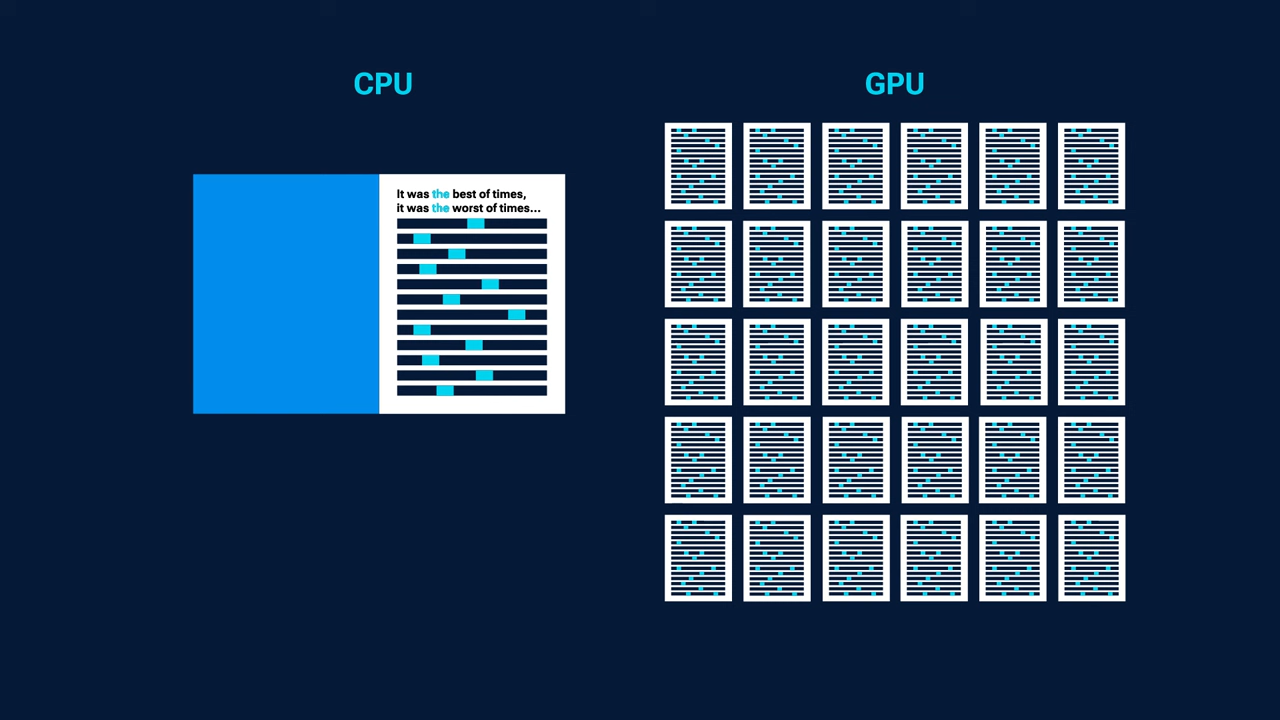 CPU
GPU
It was the best of times,
it was the worst of times...